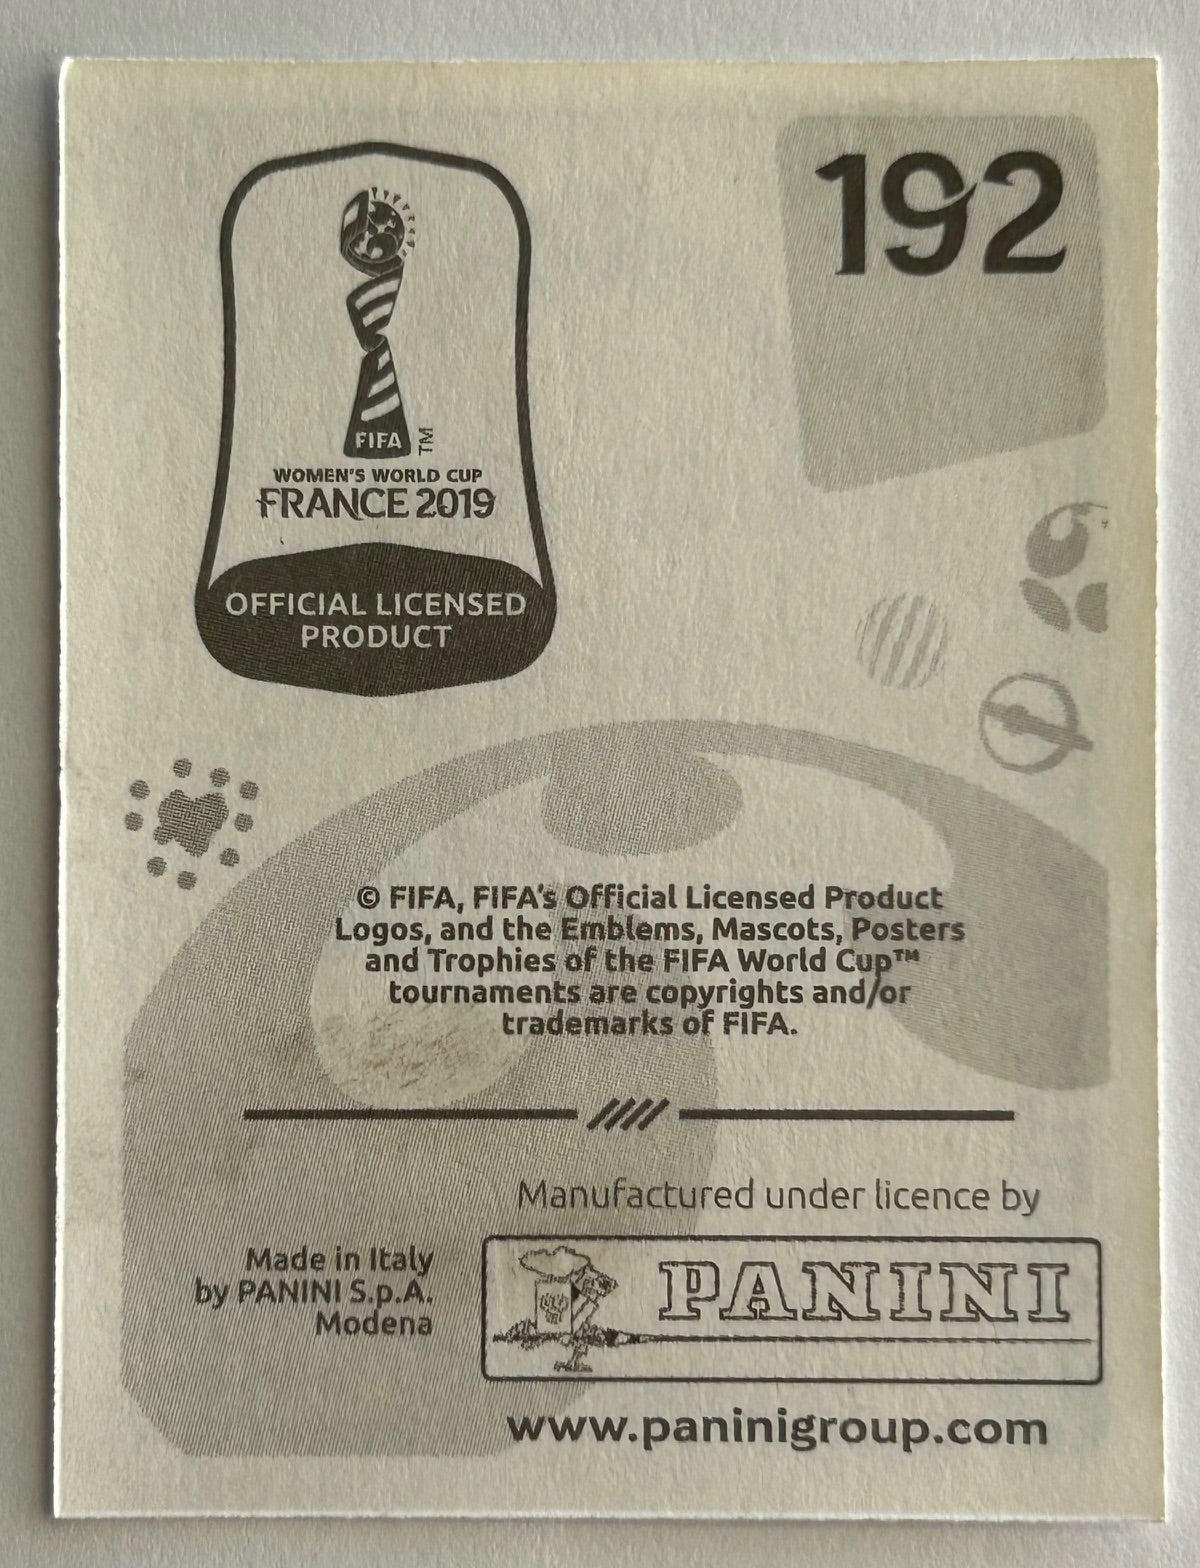 192
FIFA
TM
WOMEN'S WORLD CUP
FRANCE 2019
OFFICIAL LICENSED
PRODUCT
© FIFA, FIFA's Official Licensed Product
Logos, and the Emblems, Mascots, Posters
and Trophies of the FIFA World Cup™
tournaments are copyrights and/or
trademarks of FIFA.
Manufactured under licence by
Made in Italy
by PANINI S.p.A.
Modena
PANINI
www.paninigroup.com